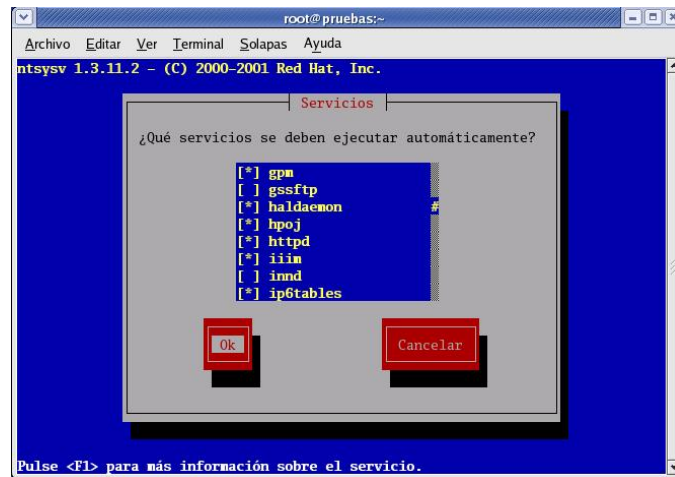 root@pruebas:~
Archivo Editar Ver Terminal Solapas Ayuda
ntsysv 1.3.11.2 - (C) 2000-2001 Red Hat, Inc.
Servicios
¿Qué servicios se deben ejecutar automáticamente?
[*] gpm
[ ] gssftp
[*] haldaemon #
[*] hpoj
[*] httpd
[*] iiim
[ ] innd
[*] ip6tables
Ok Cancelar
Pulse <F1> para más información sobre el servicio.